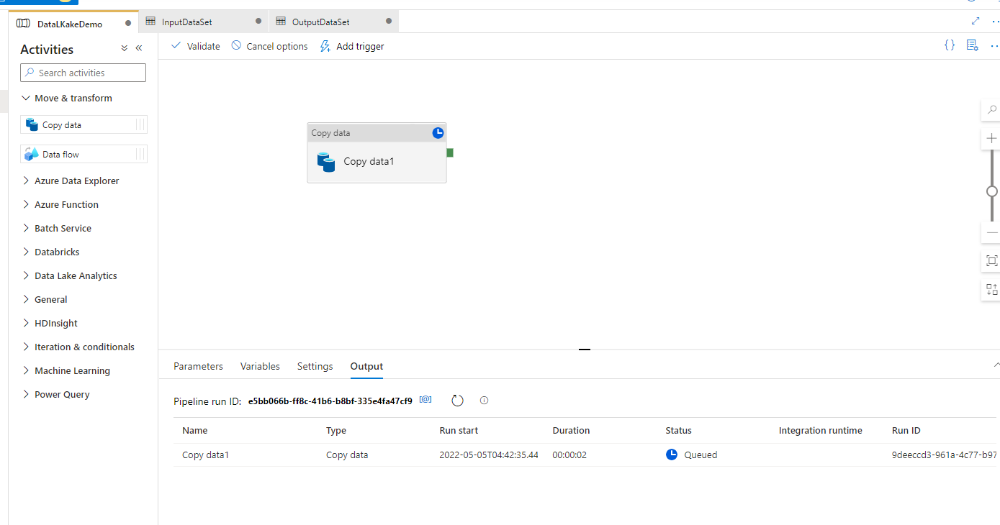 DataLKakeDemo InputDataSet OutputDataSet
Activities
Validate Cancel options Add trigger
Search activities
Move & transform
Copy data
Data flow
Azure Data Explorer
Azure Function
Batch Service
Databricks
Data Lake Analytics
General
HDInsight
Iteration & conditionals
Machine Learning
Power Query
Copy data
Copy data1
Parameters Variables Settings Output
Pipeline run ID: e5bb066b-ff8c-41b6-b8bf-335e4fa47cf9 [@]
Name Type Run start Duration Status Integration runtime Run ID
Copy data1 Copy data 2022-05-05T04:42:35.44 00:00:02 Queued 9deeccd3-961a-4c77-b97